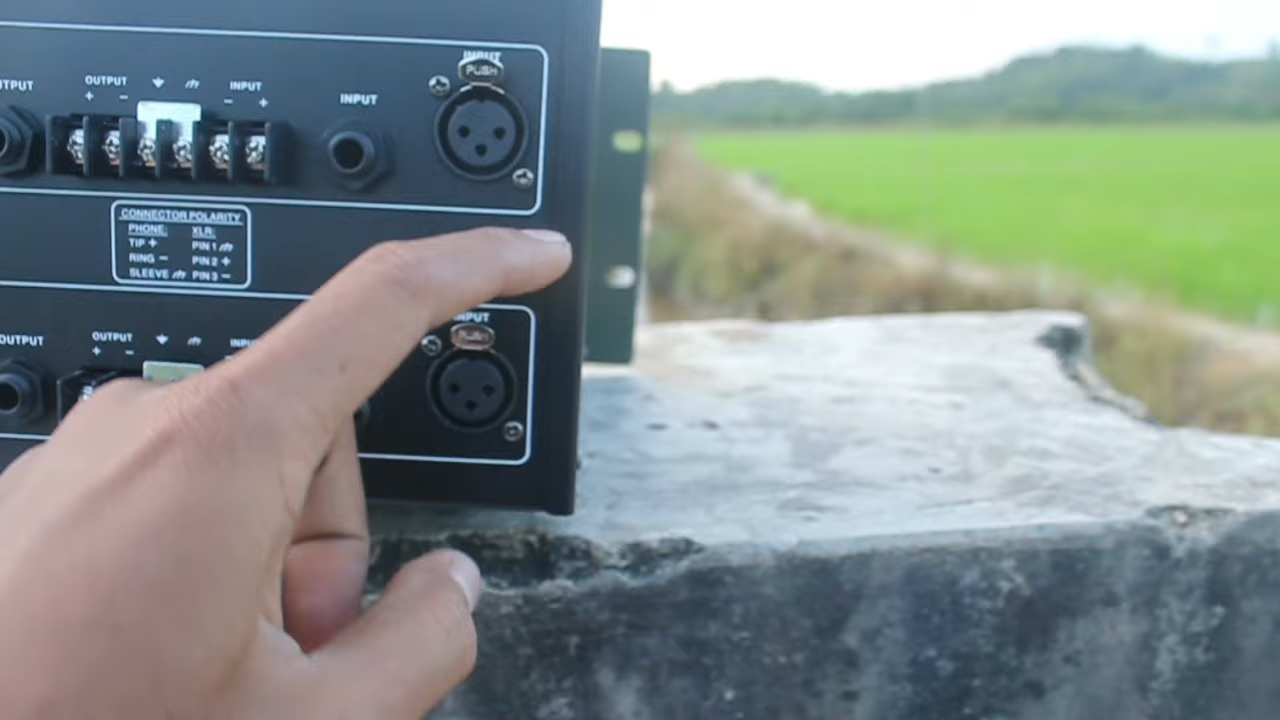 INPUT
PUSH
OUTPUT INPUT INPUT
+ - - +
CONNECTOR POLARITY
PHONE: XLR:
TIP + PIN 1
RING - PIN 2 +
SLEEVE PIN 3 -
INPUT
PUSH
OUTPUT OUTPUT
+ -